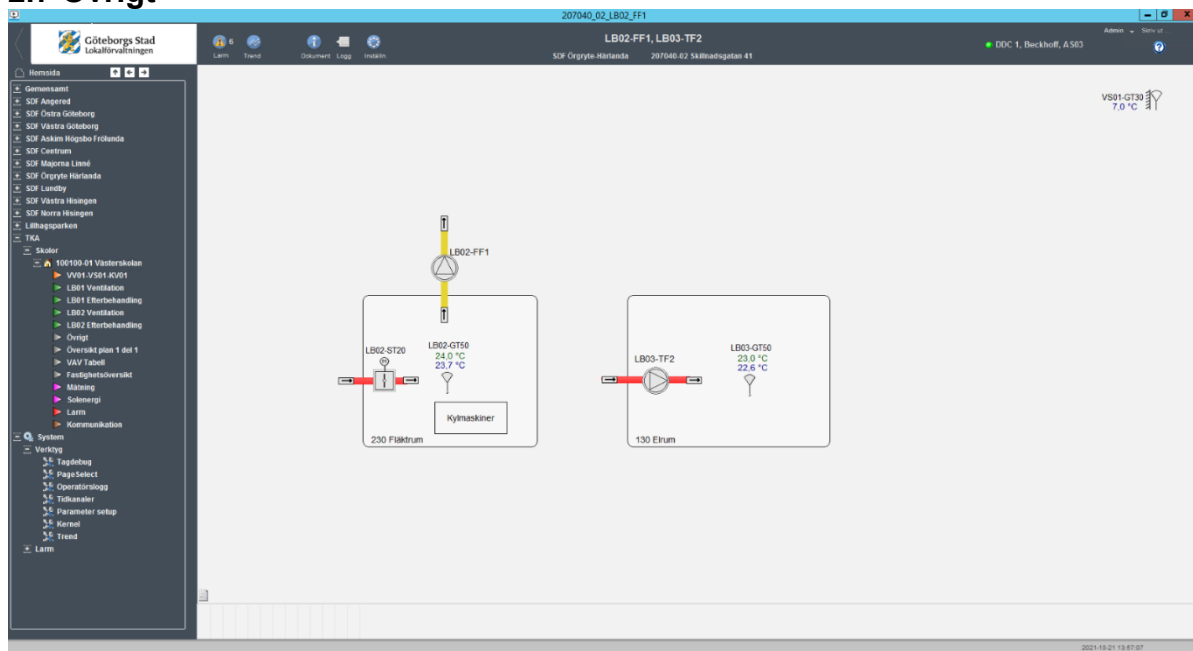 2.7 Övrigt
207040_02_LB02_FF1
Göteborgs Stad
Lokalförvaltningen
6
Larm Trend Dokument Logg Inställn
LB02-FF1, LB03-TF2
SDF Örgryte-Härlanda 207040-02 Skillnadsgatan 41
DDC 1, Beckhoff, AS03
Admin
Hemsida
Gemensamt
SDF Angered
SDF Östra Göteborg
SDF Västra Göteborg
SDF Askim Högsbo Frölunda
SDF Centrum
SDF Majorna Linné
SDF Örgryte Härlanda
SDF Lundby
SDF Västra Hisingen
SDF Norra Hisingen
Lillhagsparken
TKA
Skolor
100100-01 Västerskolan
VV01-VS01-KV01
LB01 Ventilation
LB01 Efterbehandling
LB02 Ventilation
LB02 Efterbehandling
Övrigt
Översikt plan 1 del 1
VAV Tabell
Fastighetsöversikt
Mätning
Solenergi
Larm
Kommunikation
System
Verktyg
Tagdebug
PageSelect
Operatörslogg
Tidkanaler
Parameter setup
Kernel
Trend
Larm
VS01-GT30
7,0 °C
LB02-FF1
LB02-ST20
M
LB02-GT50
24,0 °C
23,7 °C
Kylmaskiner
230 Fläktrum
LB03-TF2
LB03-GT50
23,0 °C
22,6 °C
130 Elrum
2021-10-21 13:57:07